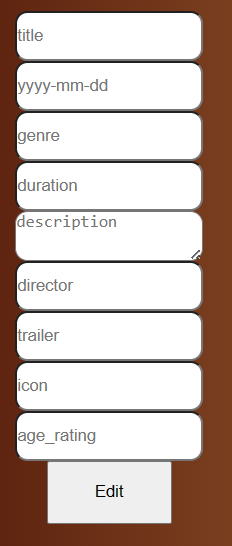 title
yyyy-mm-dd
genre
duration
description
director
trailer
icon
age_rating
Edit